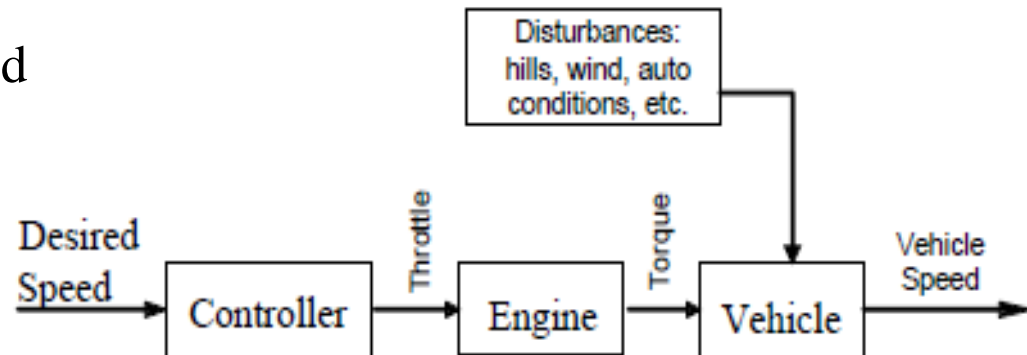 d
Disturbances:
hills, wind, auto
conditions, etc.
Desired
Speed
Controller
Throttle
Engine
Torque
Vehicle
Vehicle
Speed